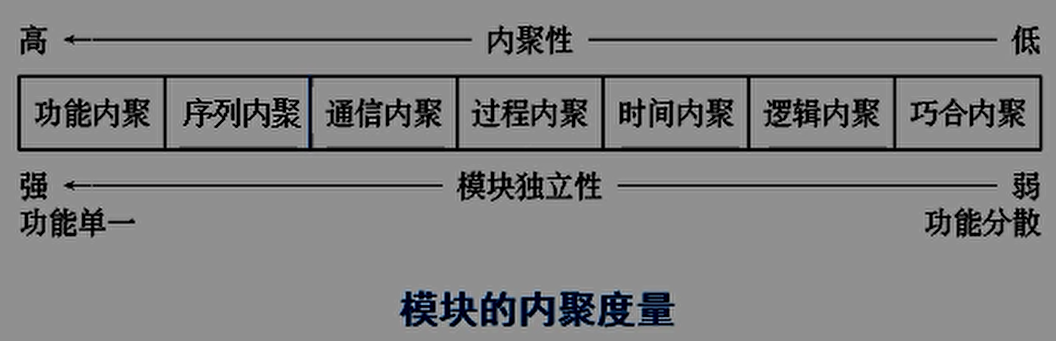 高 内聚性 低
功能内聚 序列内聚 通信内聚 过程内聚 时间内聚 逻辑内聚 巧合内聚
强 模块独立性 弱
功能单一 功能分散
模块的内聚度量